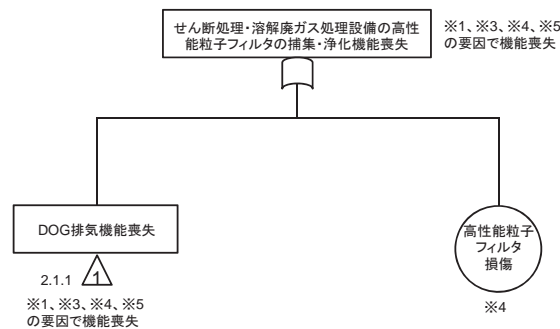 せん断処理・溶解廃ガス処理設備の高性
能粒子フィルタの捕集・浄化機能喪失
※1、※3、※4、※5
の要因で機能喪失
DOG排気機能喪失
2.1.1
1
※1、※3、※4、※5
の要因で機能喪失
高性能粒子
フィルタ
損傷
※4